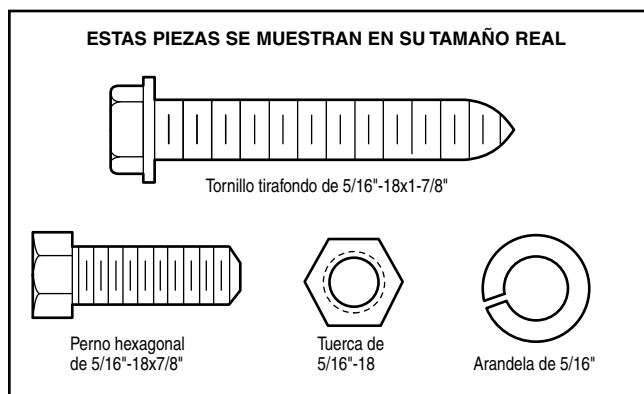 ESTAS PIEZAS SE MUESTRAN EN SU TAMAÑO REAL
Tornillo tirafondo de 5/16"-18x1-7/8"
Perno hexagonal
de 5/16"-18x7/8"
Tuerca de
5/16"-18
Arandela de 5/16"